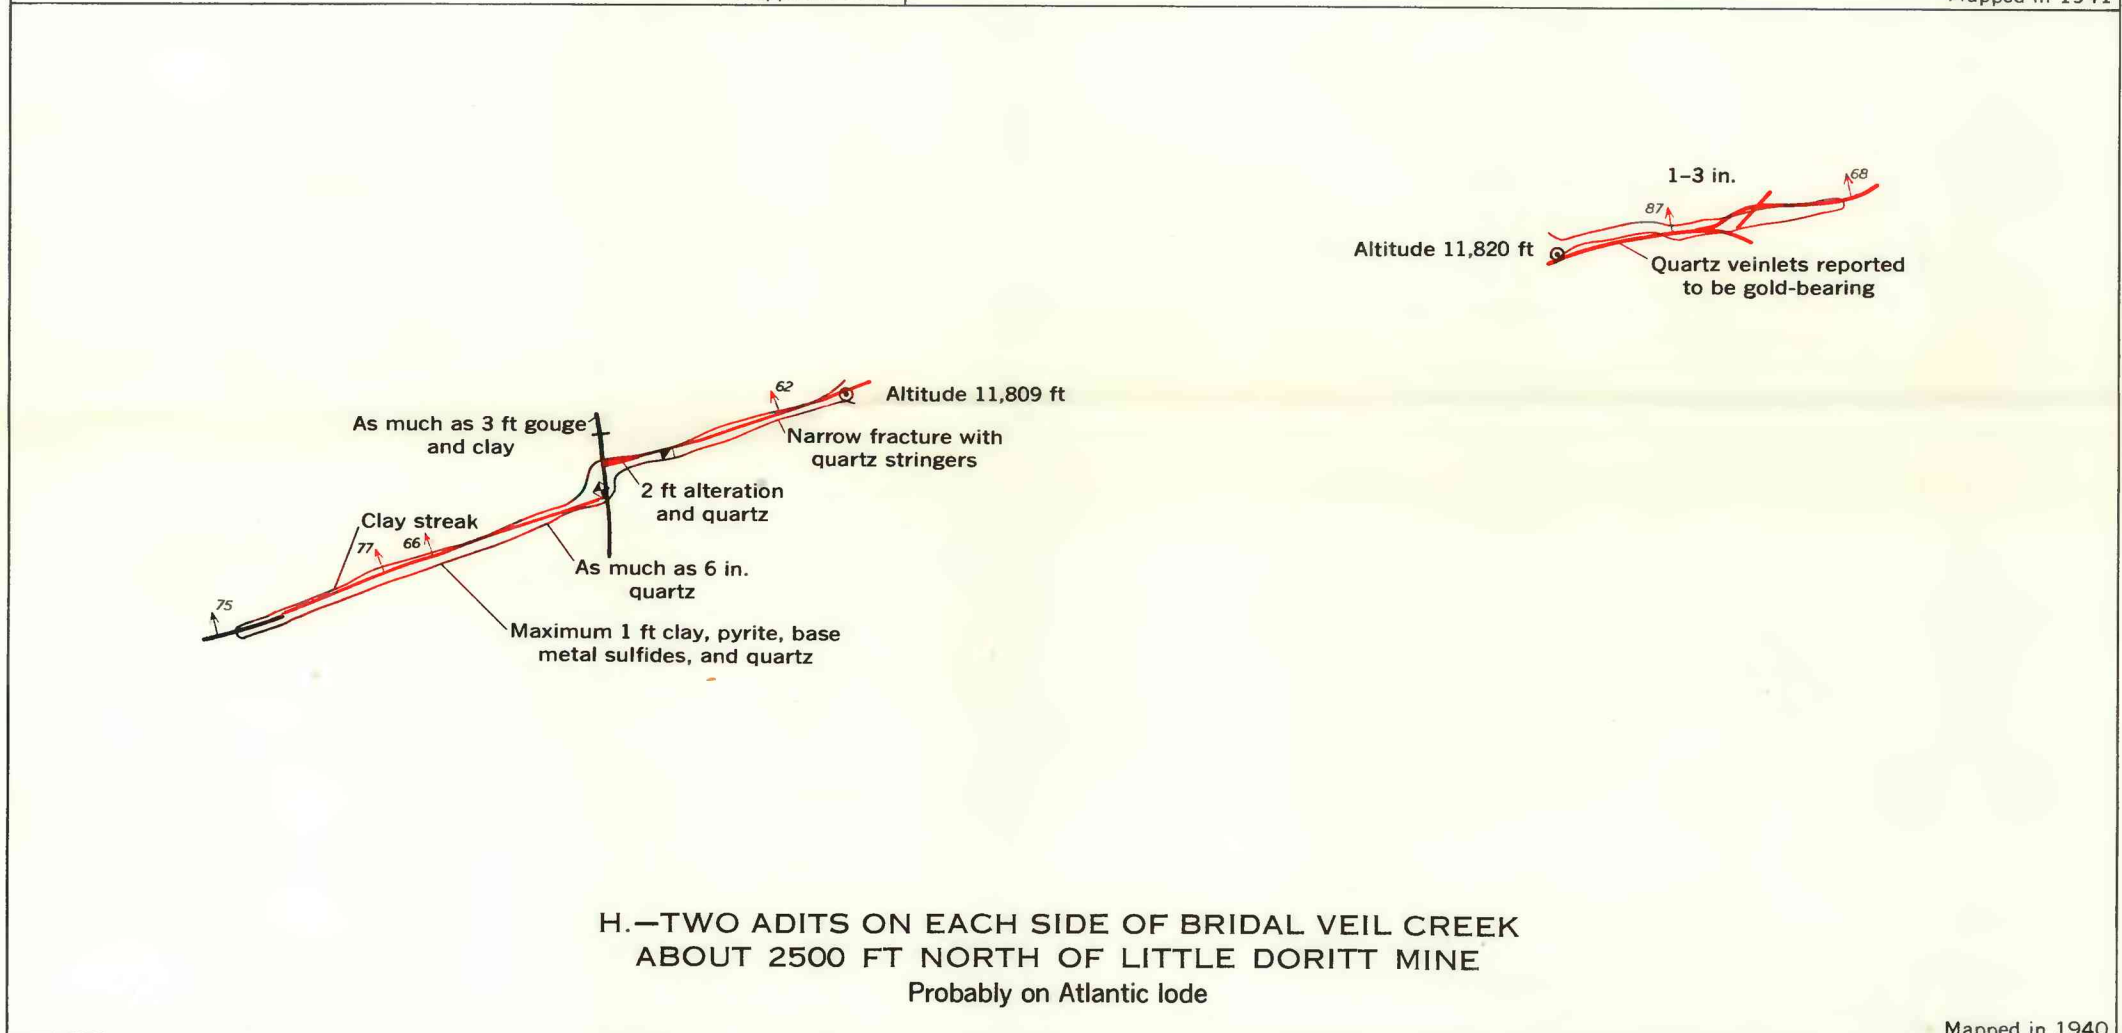 Mapped in 1941
1–3 in.
68
87
Altitude 11,820 ft
Quartz veinlets reported
to be gold-bearing
62
Altitude 11,809 ft
As much as 3 ft gouge
and clay
Narrow fracture with
quartz stringers
2 ft alteration
and quartz
Clay streak
77
66
As much as 6 in.
quartz
75
Maximum 1 ft clay, pyrite, base
metal sulfides, and quartz
H.—TWO ADITS ON EACH SIDE OF BRIDAL VEIL CREEK
ABOUT 2500 FT NORTH OF LITTLE DORITT MINE
Probably on Atlantic lode
Mapped in 1940